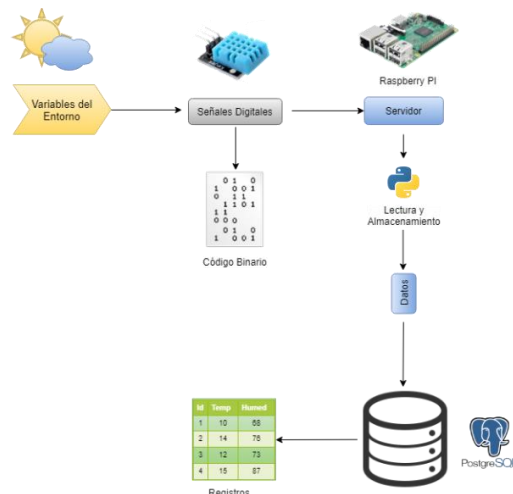 Raspberry PI
Variables del
Entorno
Señales Digitales
Servidor
0 1 0
1 0 0 1
0 1 1
1 1 0 1
1 1
0 0 0
0 1 0
1 0 0 1
Código Binario
Lectura y
Almacenamiento
Datos
Id Temp Humed
1 10 68
2 14 76
3 12 73
4 15 87
Registros
PostgreSQL